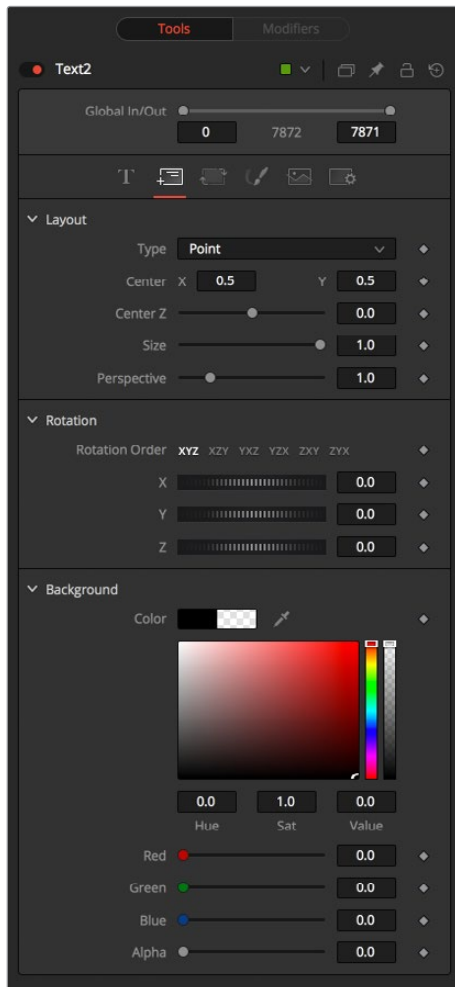 Tools Modifiers
Text2
Global In/Out
0 7872 7871
T
Layout
Type Point
Center X 0.5 Y 0.5
Center Z 0.0
Size 1.0
Perspective 1.0
Rotation
Rotation Order XYZ XZY YXZ YZX ZXY ZYX
X 0.0
Y 0.0
Z 0.0
Background
Color
0.0 1.0 0.0
Hue Sat Value
Red 0.0
Green 0.0
Blue 0.0
Alpha 0.0